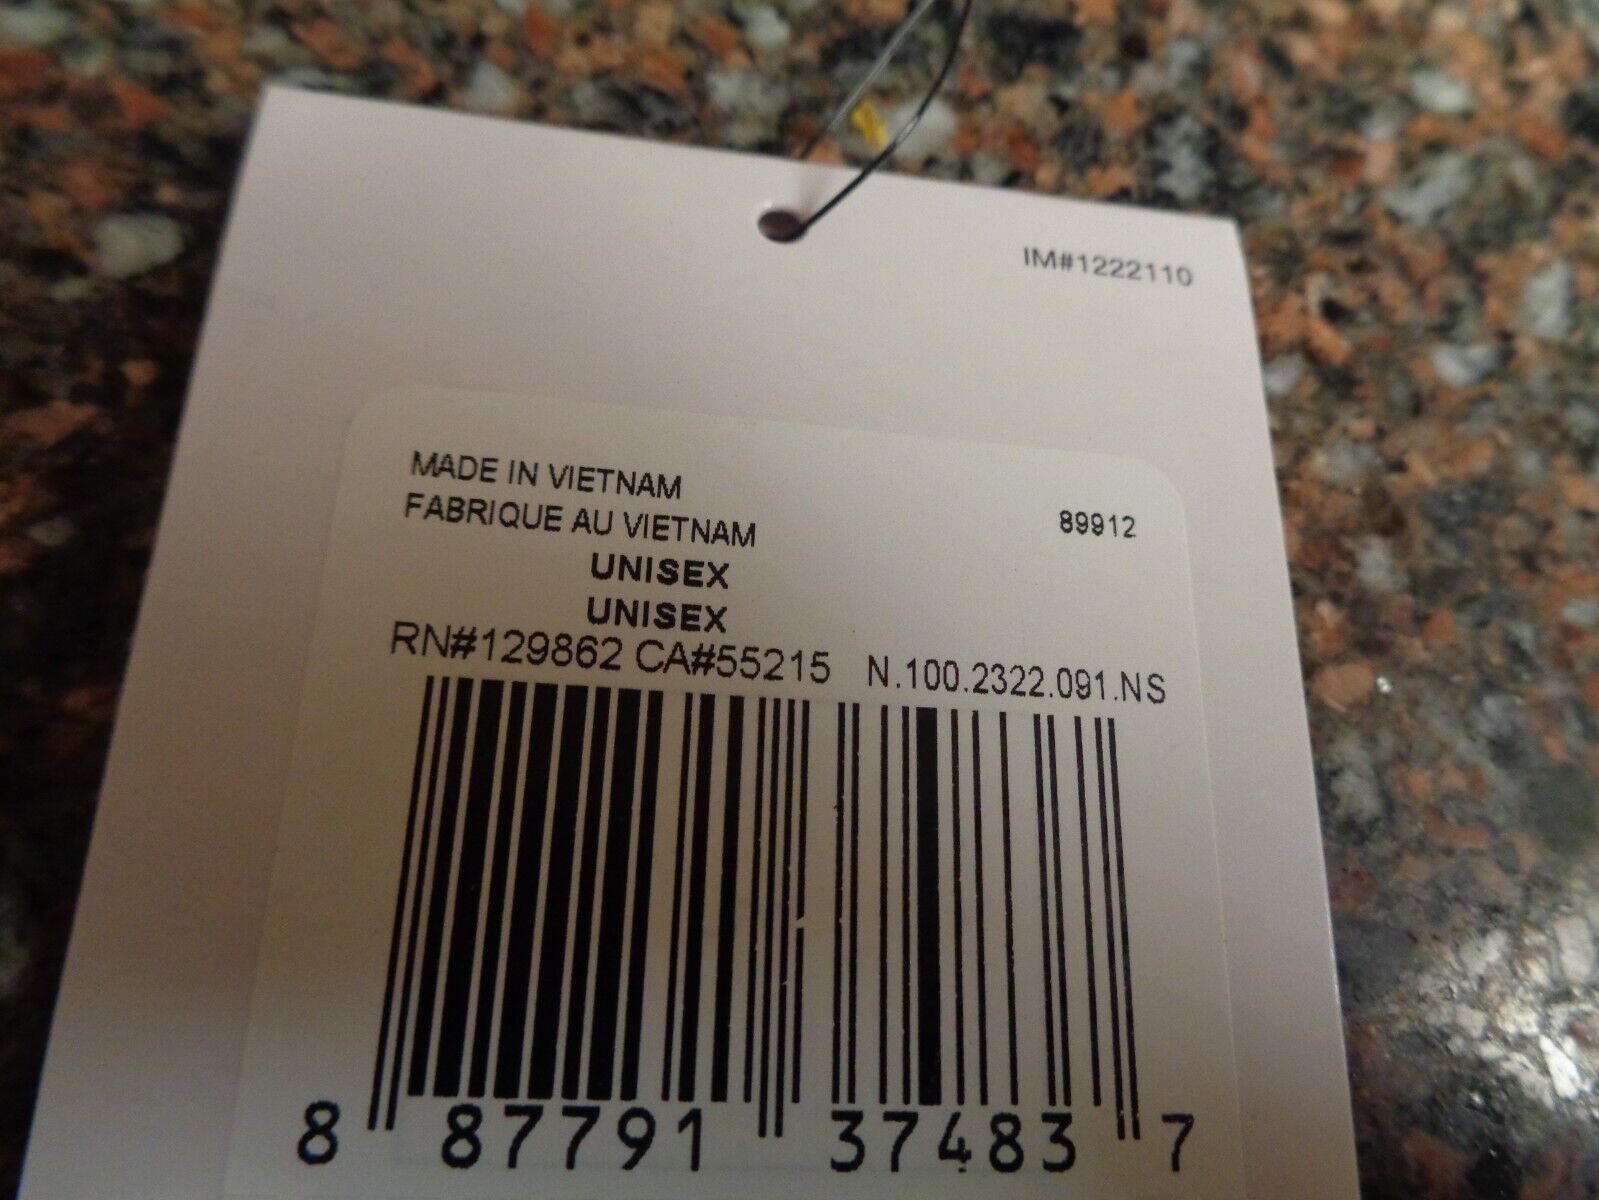 IM#1222110
MADE IN VIETNAM
FABRIQUE AU VIETNAM
89912
UNISEX
UNISEX
RN#129862 CA#55215 N.100.2322.091.NS
8 87791 37483 7